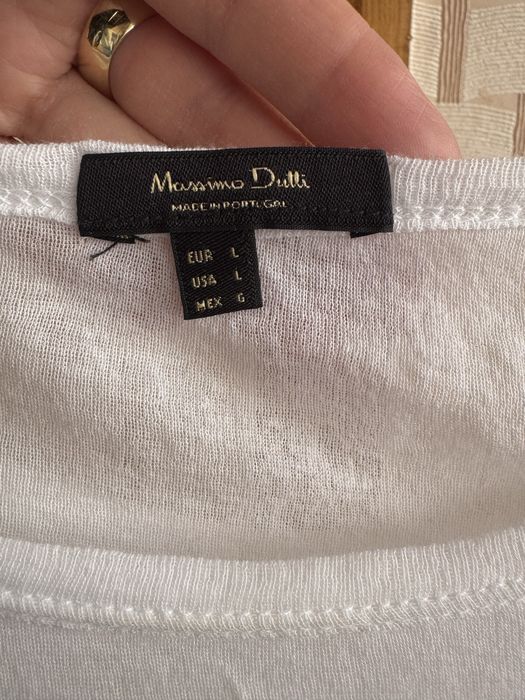 Massimo Dutti
MADE IN PORTUGAL
EUR L
USA L
MEX G